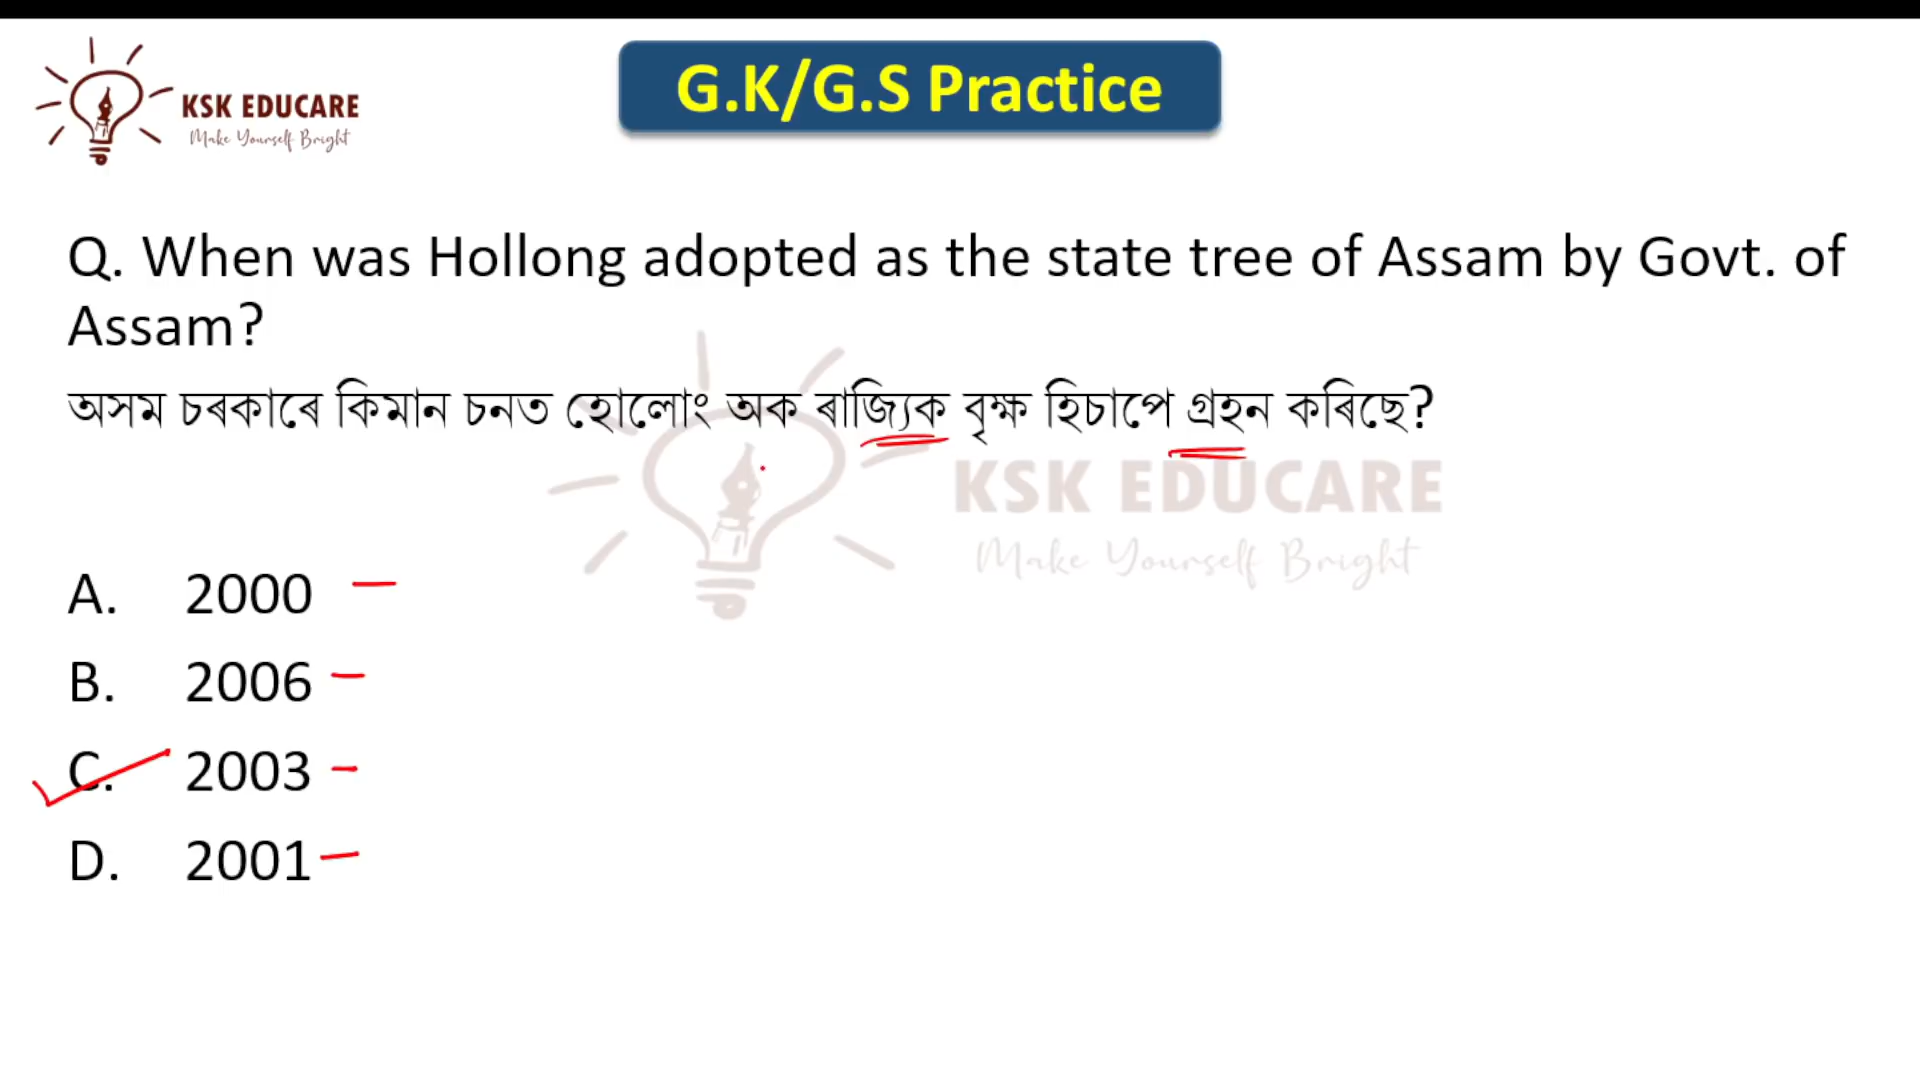 KSK EDUCARE
Make Yourself Bright
G.K/G.S Practice
Q. When was Hollong adopted as the state tree of Assam by Govt. of
Assam?
অসম চৰকাৰে কিমান চনত হোলোং অক ৰাজ্যিক বৃক্ষ হিচাপে গ্ৰহন কৰিছে?
KSK EDUCARE
Make Yourself Bright
A. 2000
B. 2006
C. 2003
D. 2001